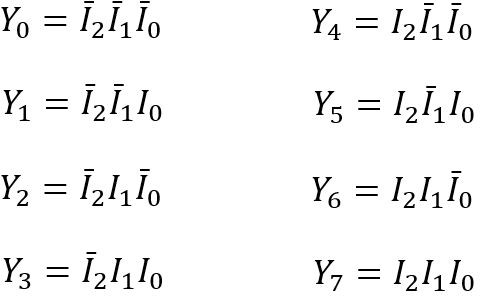 Y₀ = Ī₂Ī₁Ī₀
Y₁ = Ī₂Ī₁I₀
Y₂ = Ī₂I₁Ī₀
Y₃ = Ī₂I₁I₀
Y₄ = I₂Ī₁Ī₀
Y₅ = I₂Ī₁I₀
Y₆ = I₂I₁Ī₀
Y₇ = I₂I₁I₀